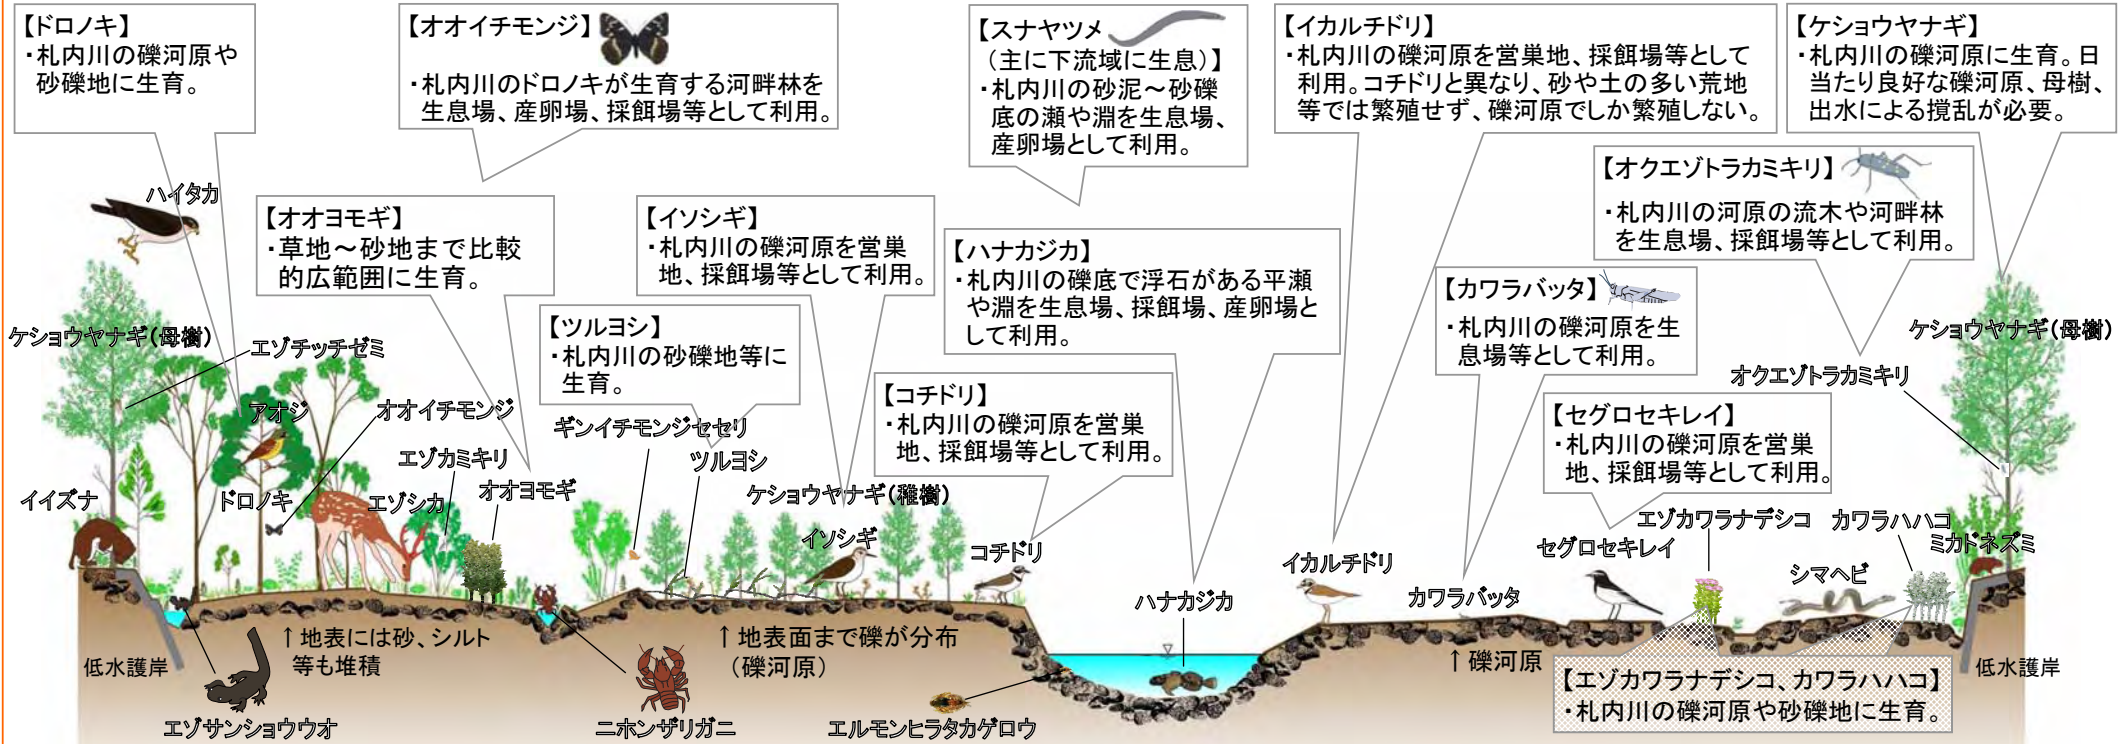 【ドロノキ】
・札内川の礫河原や
砂礫地に生育。
【オオイチモンジ】
・札内川のドロノキが生育する河畔林を
生息場、産卵場、採餌場等として利用。
【スナヤツメ
（主に下流域に生息）】
・札内川の砂泥～砂礫
底の瀬や淵を生息場、
産卵場として利用。
【イカルチドリ】
・札内川の礫河原を営巣地、採餌場等として
利用。コチドリと異なり、砂や土の多い荒地
等では繁殖せず、礫河原でしか繁殖しない。
【ケショウヤナギ】
・札内川の礫河原に生育。日
当たり良好な礫河原、母樹、
出水による撹乱が必要。
【オクエゾトラカミキリ】
・札内川の河原の流木や河畔林
を生息場、採餌場等として利用。
ハイタカ
【オオヨモギ】
・草地～砂地まで比較
的広範囲に生育。
【イソシギ】
・札内川の礫河原を営巣
地、採餌場等として利用。
【ハナカジカ】
・札内川の礫底で浮石がある平瀬
や淵を生息場、採餌場、産卵場と
して利用。
【カワラバッタ】
・札内川の礫河原を生
息場等として利用。
【ツルヨシ】
・札内川の砂礫地等に
生育。
ケショウヤナギ(母樹)
エゾチッチゼミ
ケショウヤナギ(母樹)
オクエゾトラカミキリ
【コチドリ】
・札内川の礫河原を営巣
地、採餌場等として利用。
【セグロセキレイ】
・札内川の礫河原を営巣
地、採餌場等として利用。
アオジ
オオイチモンジ
ギンイチモンジセセリ
エゾカミキリ
ツルヨシ
オオヨモギ
ケショウヤナギ(稚樹)
イイズナ
ドロノキ
エゾシカ
イソシギ
コチドリ
イカルチドリ
セグロセキレイ
エゾカワラナデシコ
カワラハハコ
ミカドネズミ
シマヘビ
ハナカジカ
カワラバッタ
↑地表には砂、シルト
等も堆積
↑地表面まで礫が分布
（礫河原）
↑礫河原
低水護岸
低水護岸
【エゾカワラナデシコ、カワラハハコ】
・札内川の礫河原や砂礫地に生育。
エゾサンショウウオ
ニホンザリガニ
エルモンヒラタカゲロウ